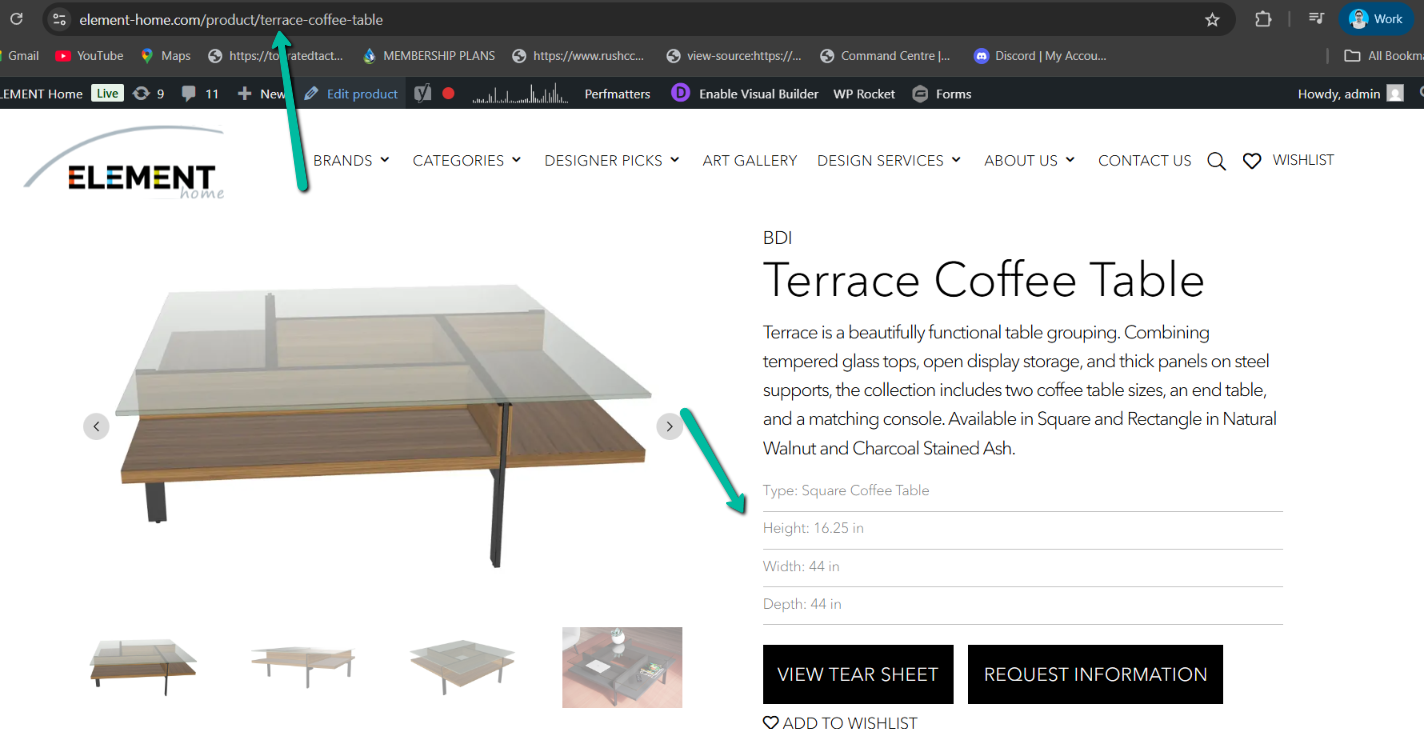 element-home.com/product/terrace-coffee-table
Work
Gmail
YouTube
Maps
https://to
ratedtact...
MEMBERSHIP PLANS
https://www.rushcc...
view-source:https://...
Command Centre |...
Discord | My Accou...
All Bookma
LEMENT Home
Live
9
11
New
Edit product
Perfmatters
D
Enable Visual Builder
WP Rocket
Forms
Howdy, admin
ELEMENT
home
BRANDS
CATEGORIES
DESIGNER PICKS
ART GALLERY
DESIGN SERVICES
ABOUT US
CONTACT US
WISHLIST
BDI
Terrace Coffee Table
Terrace is a beautifully functional table grouping. Combining
tempered glass tops, open display storage, and thick panels on steel
supports, the collection includes two coffee table sizes, an end table,
and a matching console. Available in Square and Rectangle in Natural
Walnut and Charcoal Stained Ash.
Type: Square Coffee Table
Height: 16.25 in
Width: 44 in
Depth: 44 in
VIEW TEAR SHEET
REQUEST INFORMATION
ADD TO WISHLIST